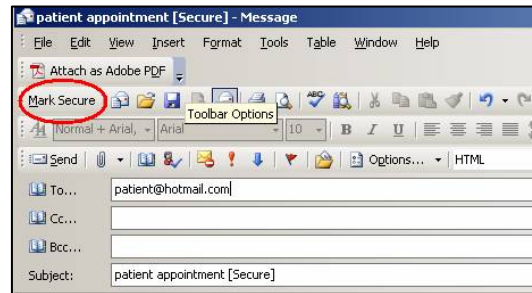 patient appointment [Secure] - Message
File Edit View Insert Format Tools Table Window Help
Attach as Adobe PDF
Mark Secure
Toolbar Options
Normal + Arial, Arial 10 B I U
Send Options... HTML
To... patient@hotmail.com
Cc...
Bcc...
Subject: patient appointment [Secure]